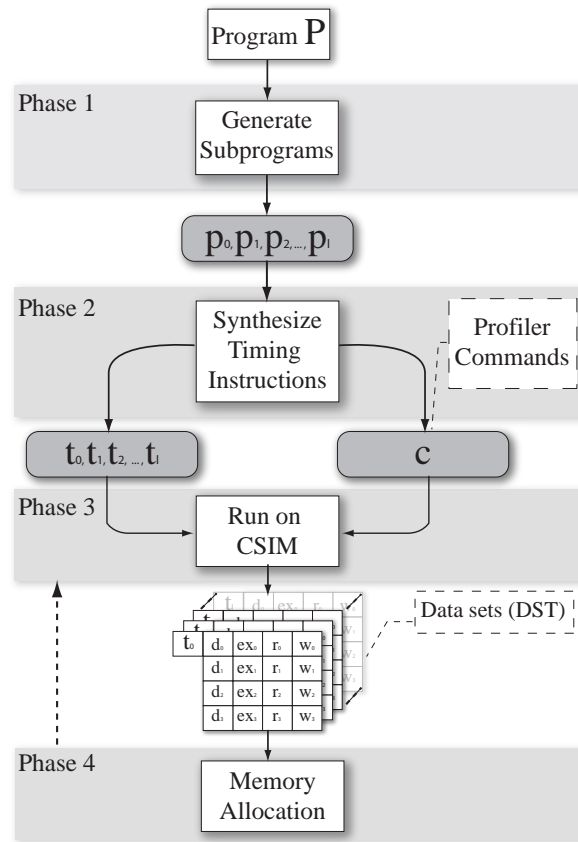 Program P
Phase 1
Generate
Subprograms
p₀, p₁, p₂,..., pₗ
Phase 2
Synthesize
Timing
Instructions
Profiler
Commands
t₀, t₁, t₂, ..., tₗ
c
Phase 3
Run on
CSIM
Data sets (DST)
t₀ d₀ ex₀ r₀ w₀
d₁ ex₁ r₁ w₁
d₂ ex₂ r₂ w₂
d₃ ex₃ r₃ w₃
Phase 4
Memory
Allocation